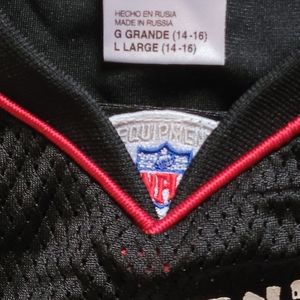 HECHO EN RUSIA
MADE IN RUSSIA
G GRANDE (14-16)
L LARGE (14-16)
EQUIPMENT
NFL